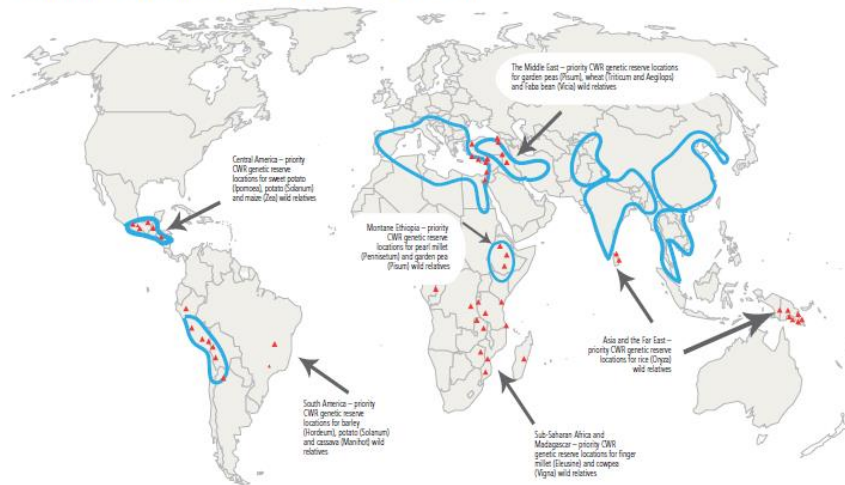 The Middle East – priority CWR genetic reserve locations
for garden peas (Pisum), wheat (Triticum and Aegilops)
and Faba bean (Vicia) wild relatives
Central America – priority
CWR genetic reserve
locations for sweet potato
(Ipomoea), potato (Solanum)
and maize (Zea) wild relatives
Montane Ethiopia – priority
CWR genetic reserve
locations for pearl millet
(Pennisetum) and garden pea
(Pisum) wild relatives
Asia and the Far East –
priority CWR genetic reserve
locations for rice (Oryza)
wild relatives
South America – priority
CWR genetic reserve
locations for barley
(Hordeum), potato (Solanum)
and cassava (Manihot) wild
relatives
Sub-Saharan Africa and
Madagascar – priority CWR
genetic reserve locations for finger
millet (Eleusine) and cowpea
(Vigna) wild relatives